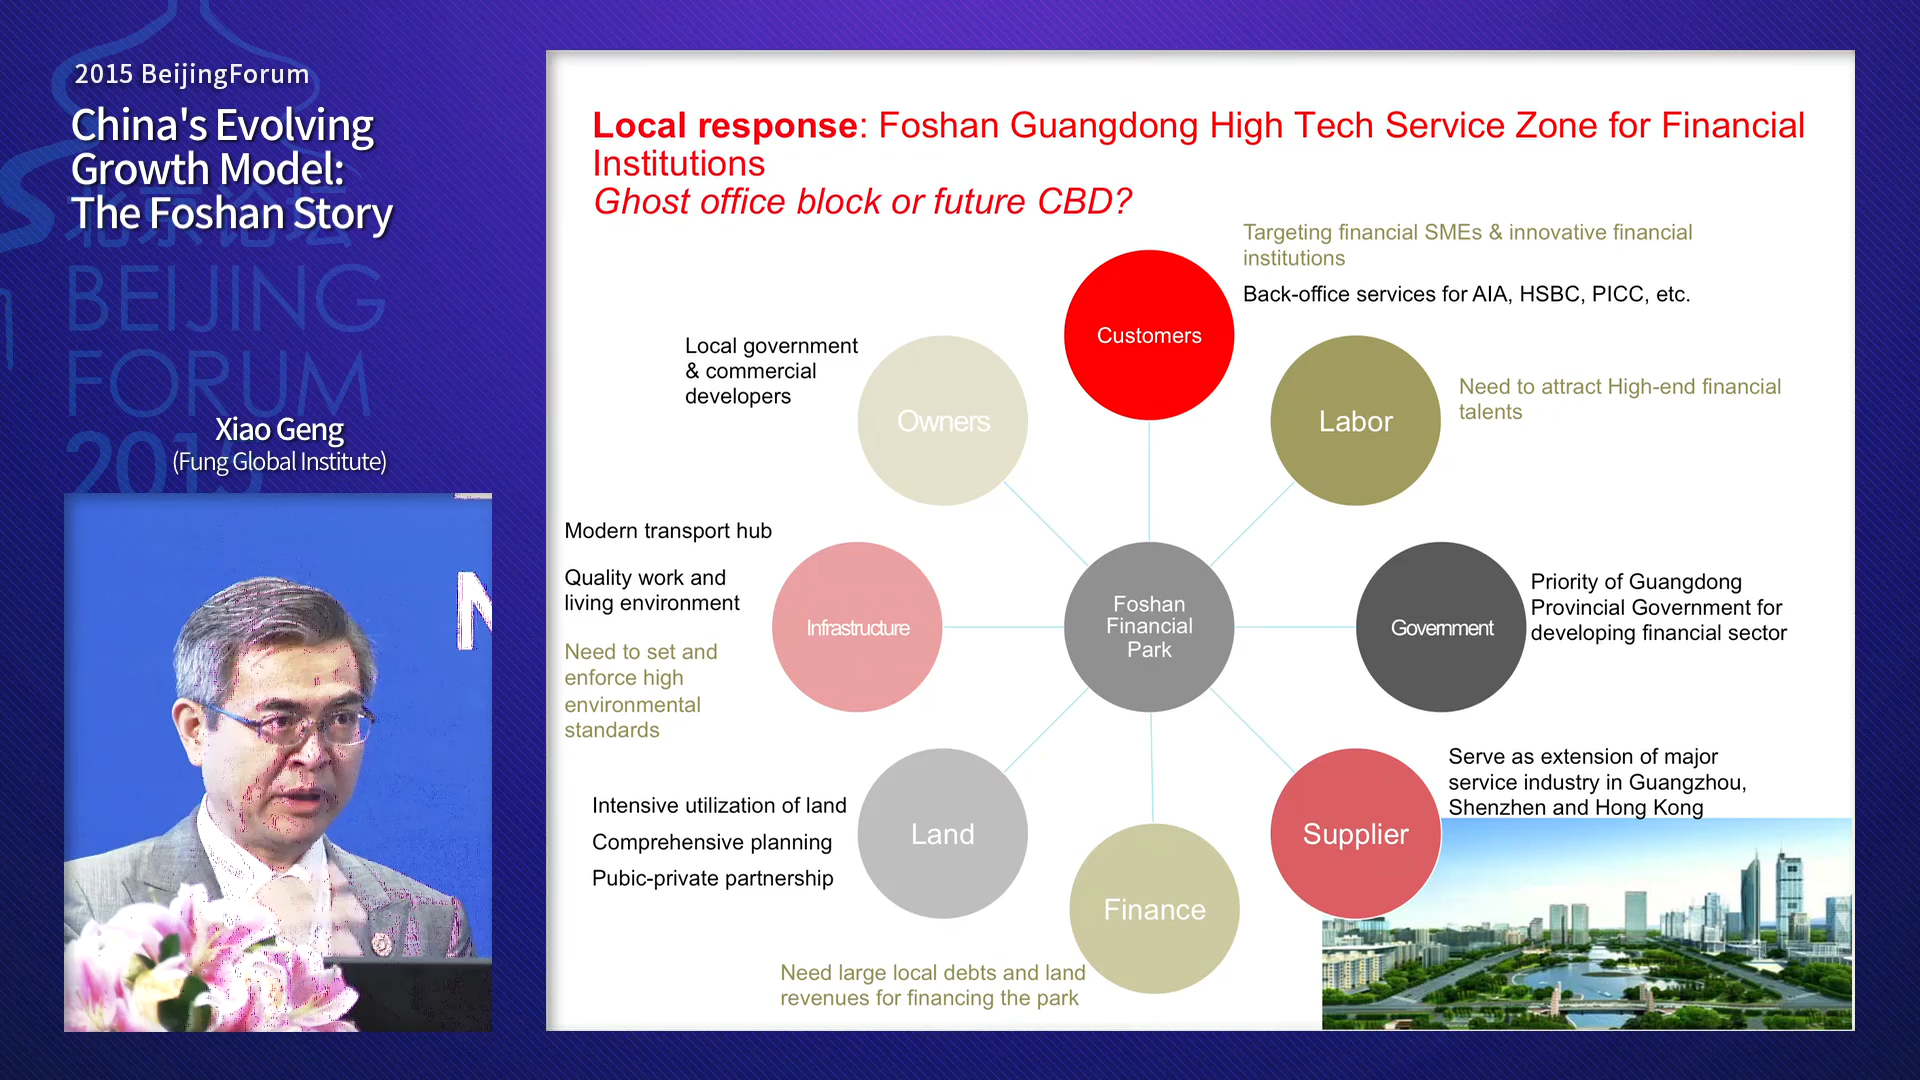 2015 BeijingForum
China's Evolving
Growth Model:
The Foshan Story
BEIJING
FORUM
2015
Xiao Geng
(Fung Global Institute)
N
Local response: Foshan Guangdong High Tech Service Zone for Financial
Institutions
Ghost office block or future CBD?
Targeting financial SMEs & innovative financial
institutions
Back-office services for AIA, HSBC, PICC, etc.
Customers
Local government
& commercial
developers
Owners
Labor
Need to attract High-end financial
talents
Modern transport hub
Quality work and
living environment
Need to set and
enforce high
environmental
standards
Infrastructure
Foshan
Financial
Park
Government
Priority of Guangdong
Provincial Government for
developing financial sector
Intensive utilization of land
Comprehensive planning
Pubic-private partnership
Land
Supplier
Serve as extension of major
service industry in Guangzhou,
Shenzhen and Hong Kong
Finance
Need large local debts and land
revenues for financing the park